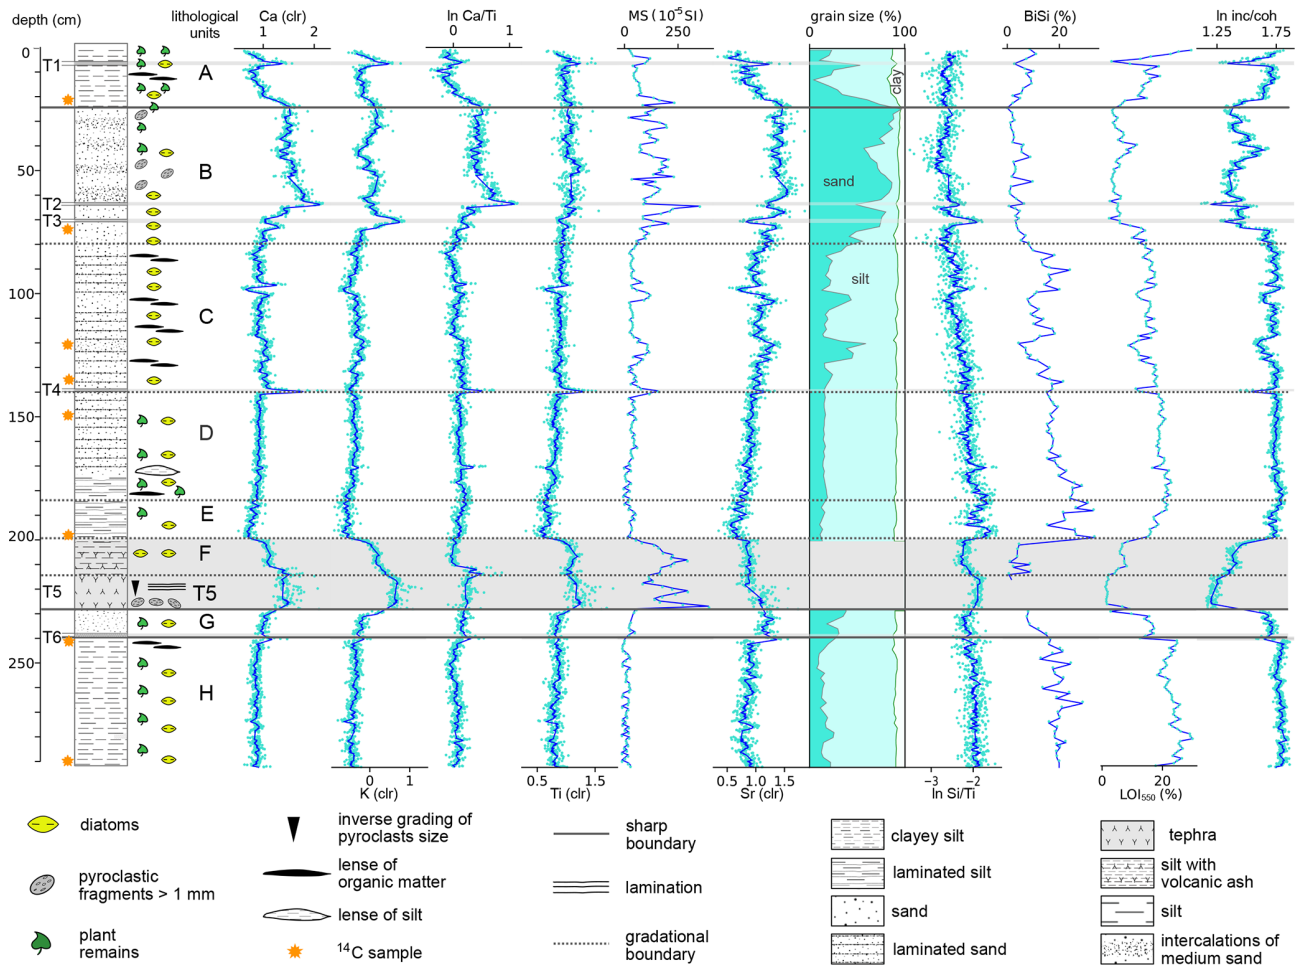 depth (cm)
lithological
units
Ca (clr)
ln Ca/Ti
MS (10⁻⁵SI)
grain size (%)
BiSi (%)
ln inc/coh
1 2
0 1
0 250
0 100
0 20
1.25 1.75
0
T1
A
clay
B
50
sand
T2
T3
silt
100
C
T4
150
D
E
200
F
T5
T5
G
T6
250
H
0 1
K (clr)
0.5 1.5
Ti (clr)
0.5 1.0 1.5
Sr (clr)
−3 −2
ln Si/Ti
0 20
LOI₅₅₀ (%)
diatoms
pyroclastic
fragments > 1 mm
plant
remains
inverse grading of
pyroclasts size
lense of
organic matter
lense of silt
¹⁴C sample
sharp
boundary
lamination
gradational
boundary
clayey silt
laminated silt
sand
laminated sand
tephra
silt with
volcanic ash
silt
intercalations of
medium sand